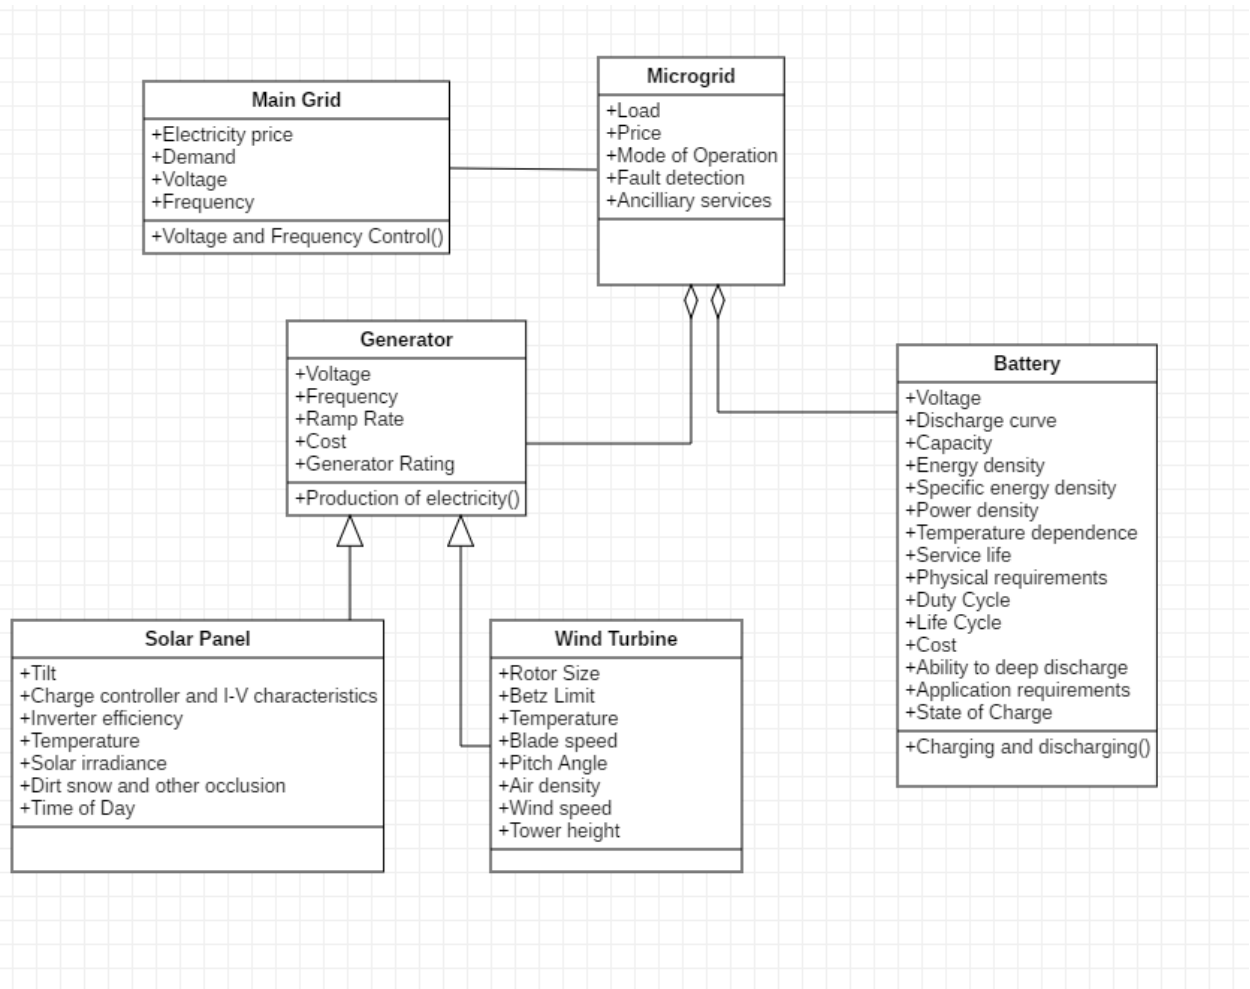 Main Grid
+Electricity price
+Demand
+Voltage
+Frequency
+Voltage and Frequency Control()
Microgrid
+Load
+Price
+Mode of Operation
+Fault detection
+Ancilliary services
Generator
+Voltage
+Frequency
+Ramp Rate
+Cost
+Generator Rating
+Production of electricity()
Battery
+Voltage
+Discharge curve
+Capacity
+Energy density
+Specific energy density
+Power density
+Temperature dependence
+Service life
+Physical requirements
+Duty Cycle
+Life Cycle
+Cost
+Ability to deep discharge
+Application requirements
+State of Charge
+Charging and discharging()
Solar Panel
+Tilt
+Charge controller and I-V characteristics
+Inverter efficiency
+Temperature
+Solar irradiance
+Dirt snow and other occlusion
+Time of Day
Wind Turbine
+Rotor Size
+Betz Limit
+Temperature
+Blade speed
+Pitch Angle
+Air density
+Wind speed
+Tower height